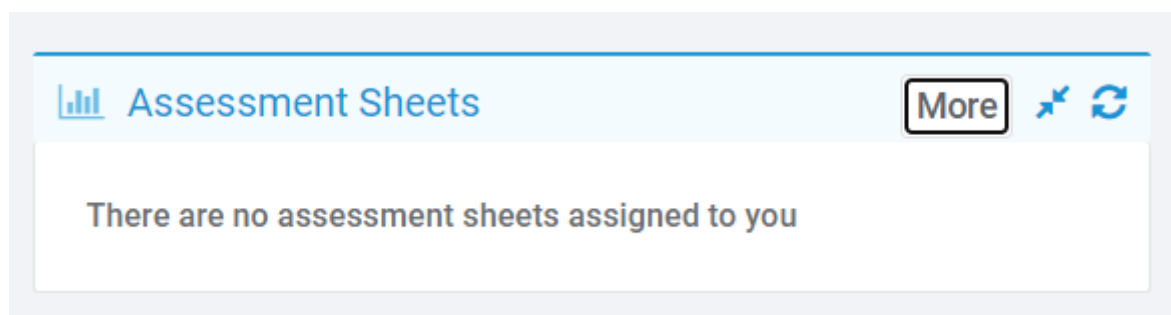 Assessment Sheets More
There are no assessment sheets assigned to you